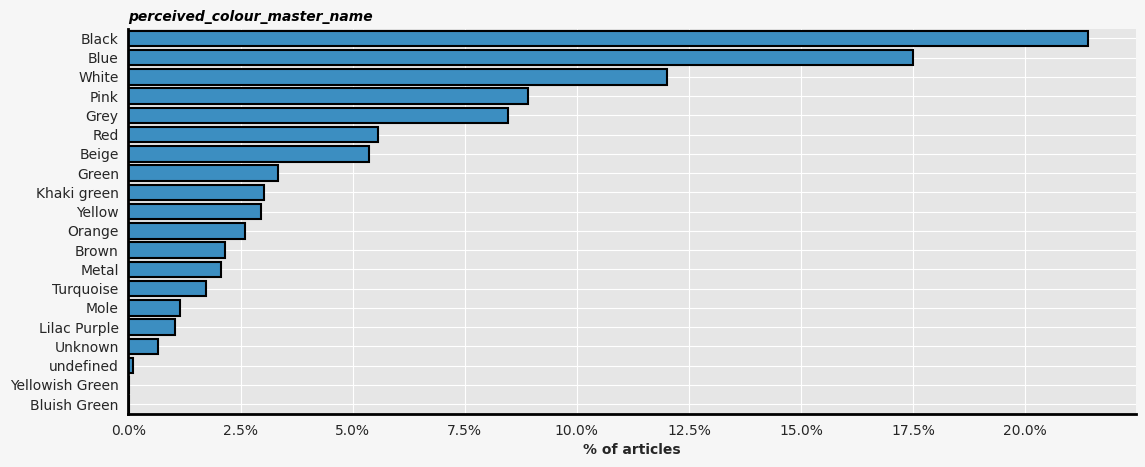 perceived_colour_master_name
Black
Blue
White
Pink
Grey
Red
Beige
Green
Khaki green
Yellow
Orange
Brown
Metal
Turquoise
Mole
Lilac Purple
Unknown
undefined
Yellowish Green
Bluish Green
0.0% 2.5% 5.0% 7.5% 10.0% 12.5% 15.0% 17.5% 20.0%
% of articles